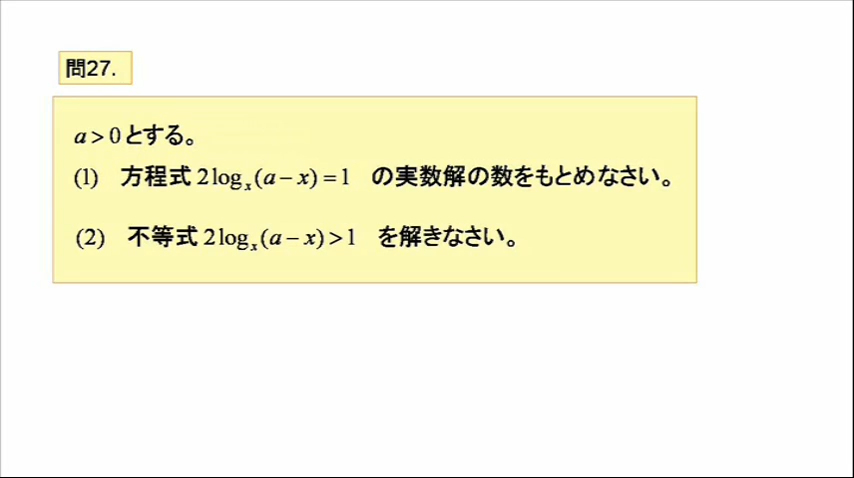 問27.
a > 0 とする。
(1) 方程式 2log_x(a − x) = 1 の実数解の数をもとめなさい。
(2) 不等式 2log_x(a − x) > 1 を解きなさい。